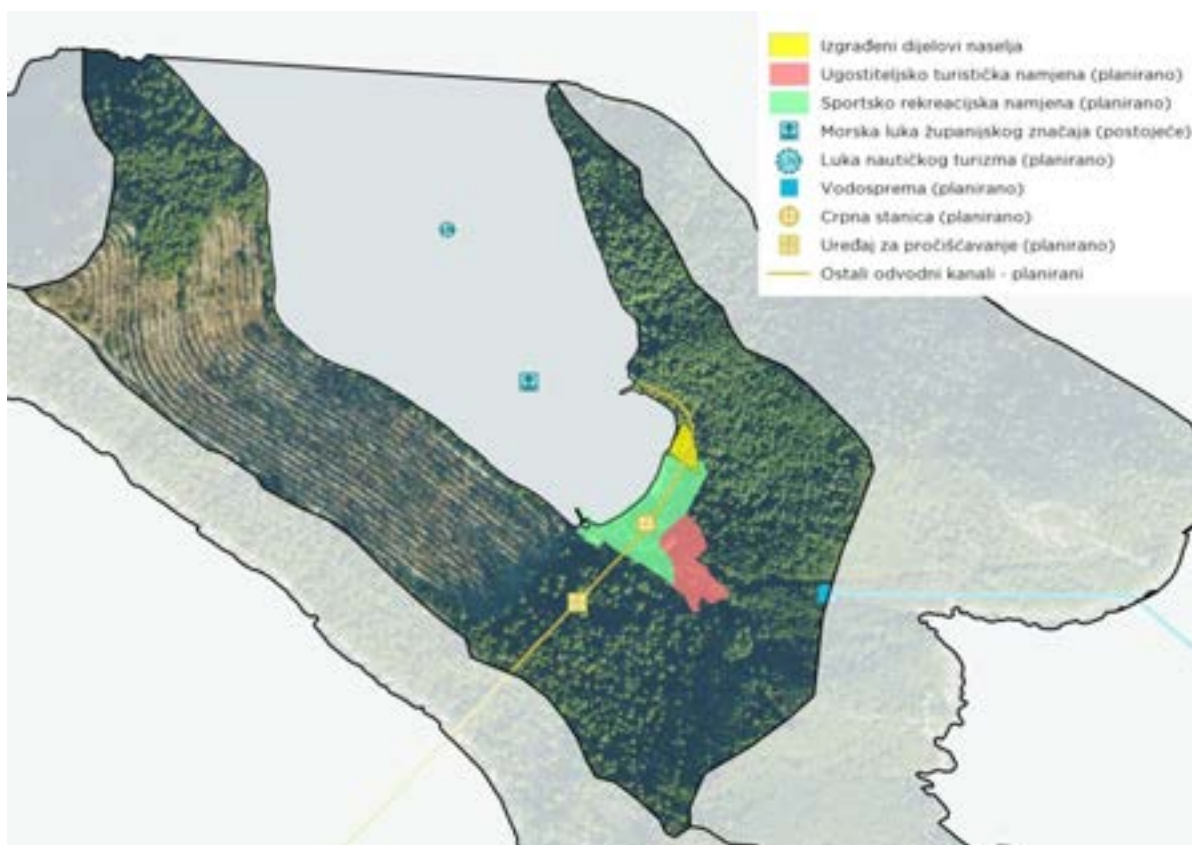 Izgrađeni dijelovi naselja
Ugostiteljsko turistička namjena (planirano)
Sportsko rekreacijska namjena (planirano)
Morska luka županijskog značaja (postojeće)
Luka nautičkog turizma (planirano)
Vodosprema (planirano)
Crpna stanica (planirano)
Uređaj za pročišćavanje (planirano)
Ostali odvodni kanali - planirani